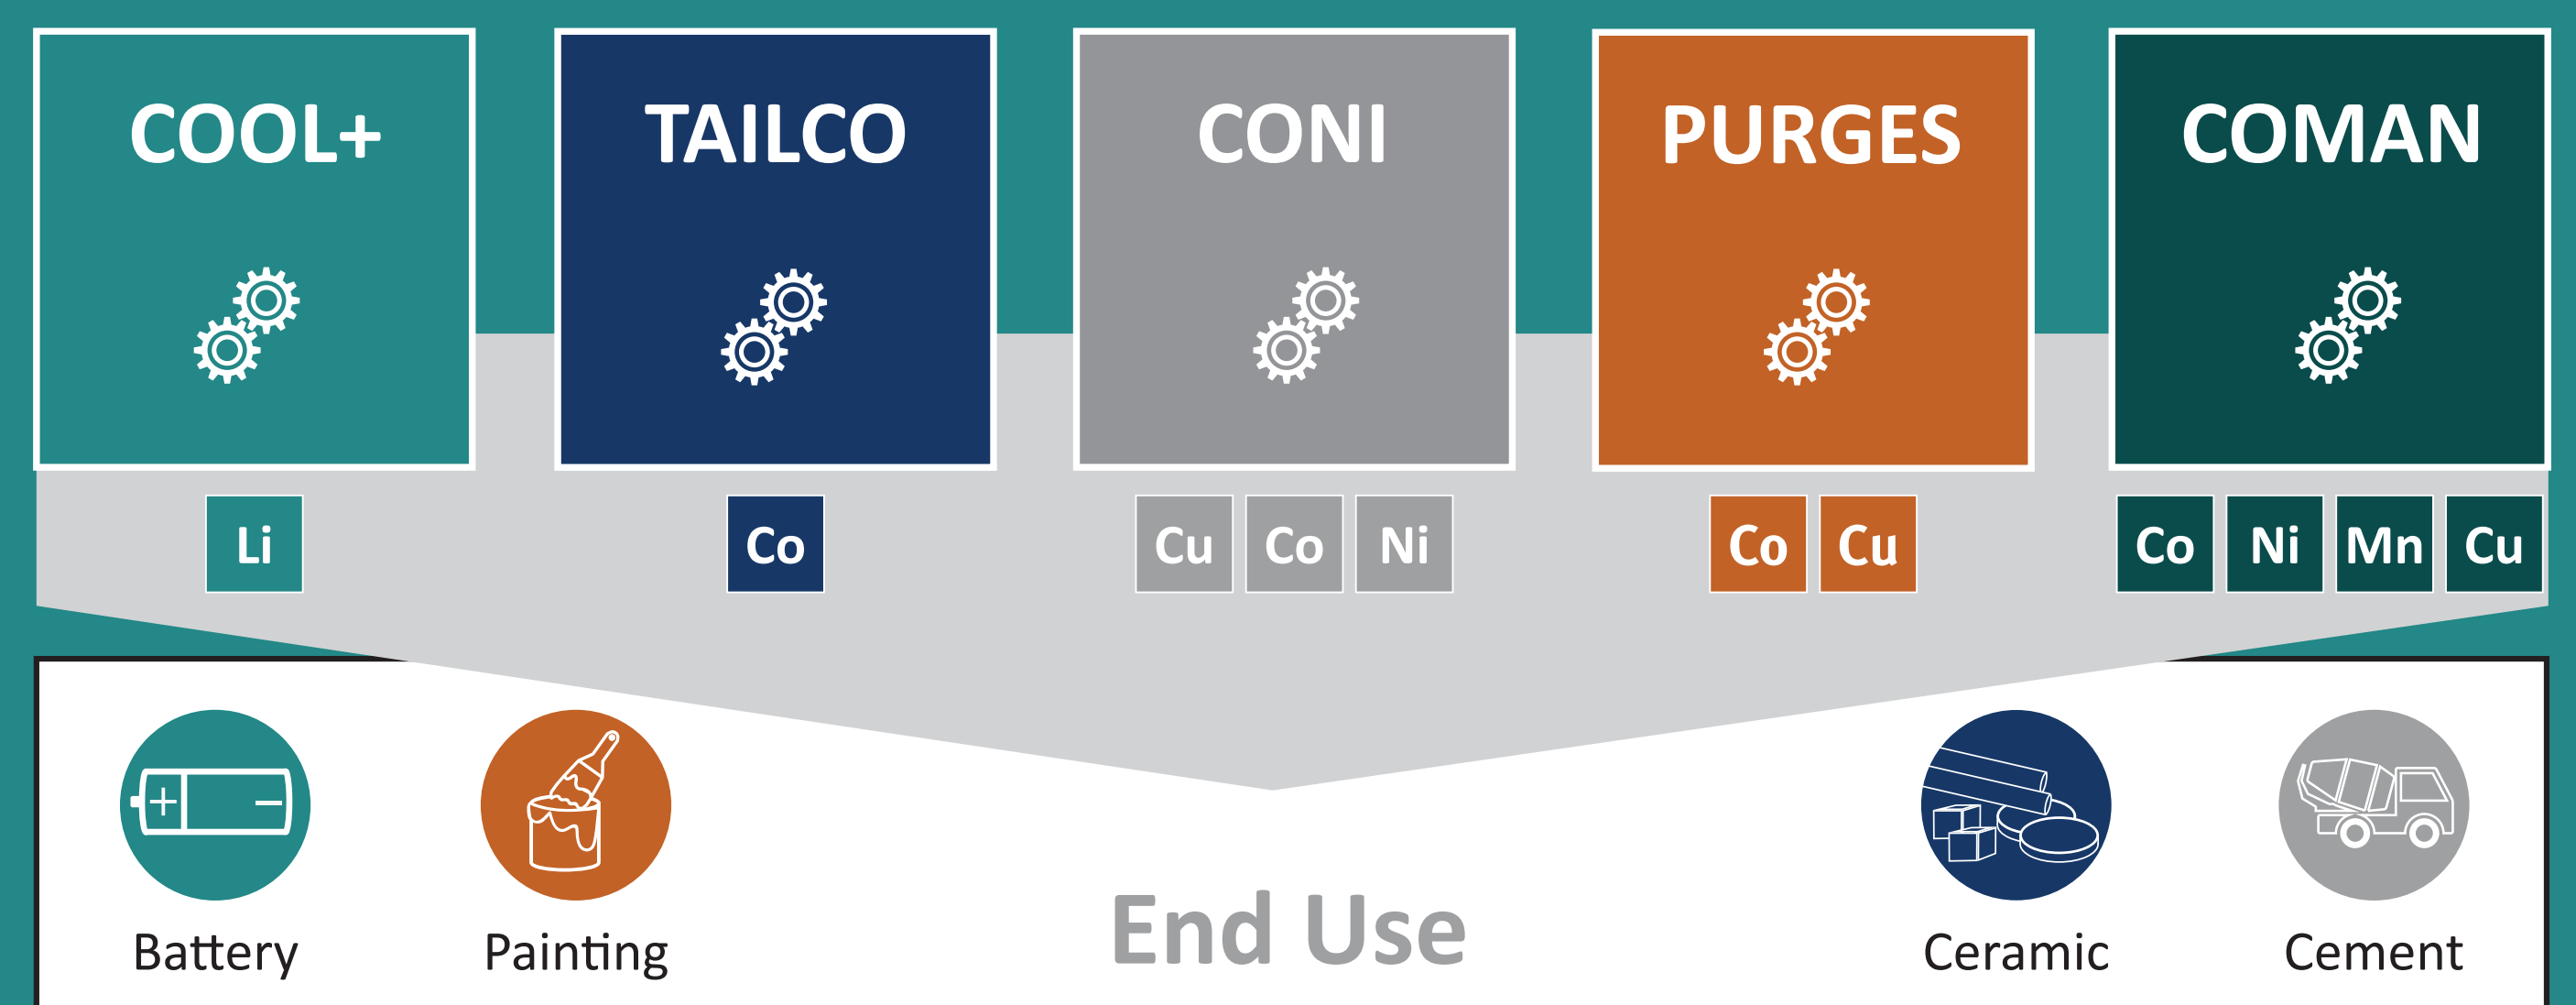 COOL+
TAILCO
CONI
PURGES
COMAN
Li
Co
Cu Co Ni
Co Cu
Co Ni Mn Cu
Battery
Painting
End Use
Ceramic
Cement